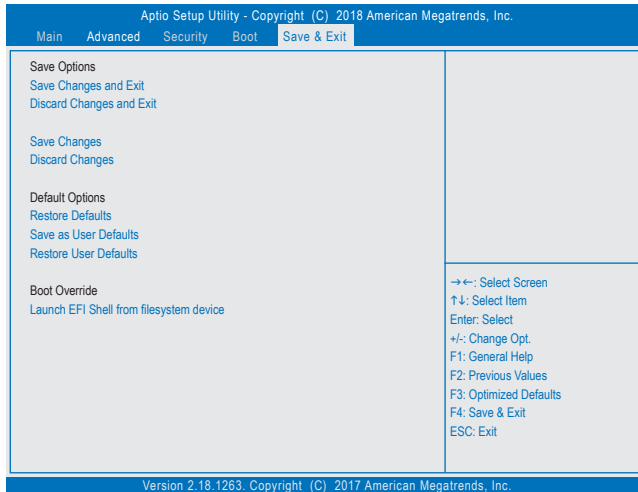 Aptio Setup Utility - Copyright (C) 2018 American Megatrends, Inc.
Main Advanced Security Boot Save & Exit
Save Options
Save Changes and Exit
Discard Changes and Exit
Save Changes
Discard Changes
Default Options
Restore Defaults
Save as User Defaults
Restore User Defaults
Boot Override
Launch EFI Shell from filesystem device
→←: Select Screen
↑↓: Select Item
Enter: Select
+/-: Change Opt.
F1: General Help
F2: Previous Values
F3: Optimized Defaults
F4: Save & Exit
ESC: Exit
Version 2.18.1263. Copyright (C) 2017 American Megatrends, Inc.